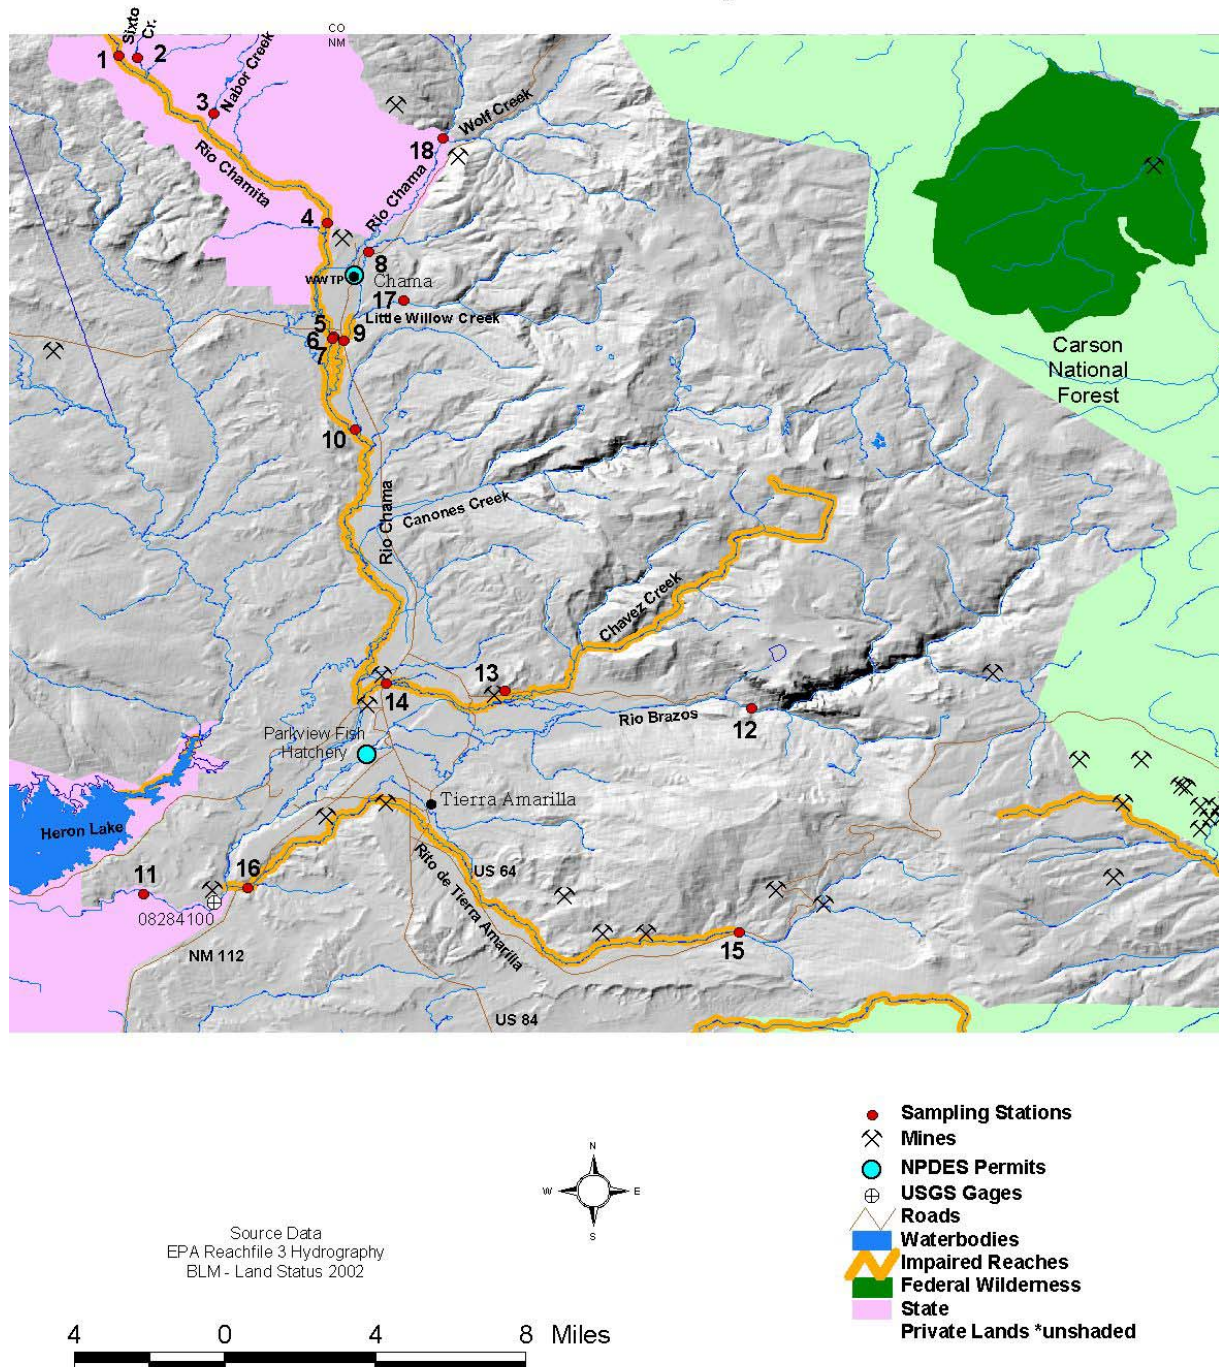 Sixto
Cr.
CO
NM
1
2
3
Nabor Creek
Wolf Creek
18
Rio Chamita
Rio Chama
4
8
WWTP
Chama
17
Little Willow Creek
5
6
9
7
Carson
National
Forest
10
Rio Chama
Canones Creek
Chavez Creek
13
14
12
Rio Brazos
Parkview Fish
Hatchery
Tierra Amarilla
Heron Lake
Rito de Tierra Amarilla
US 64
11
16
08284100
15
NM 112
US 84
Sampling Stations
Mines
NPDES Permits
USGS Gages
Roads
Waterbodies
Impaired Reaches
Federal Wilderness
State
Private Lands *unshaded
N
W
E
S
Source Data
EPA Reachfile 3 Hydrography
BLM - Land Status 2002
4 0 4 8 Miles